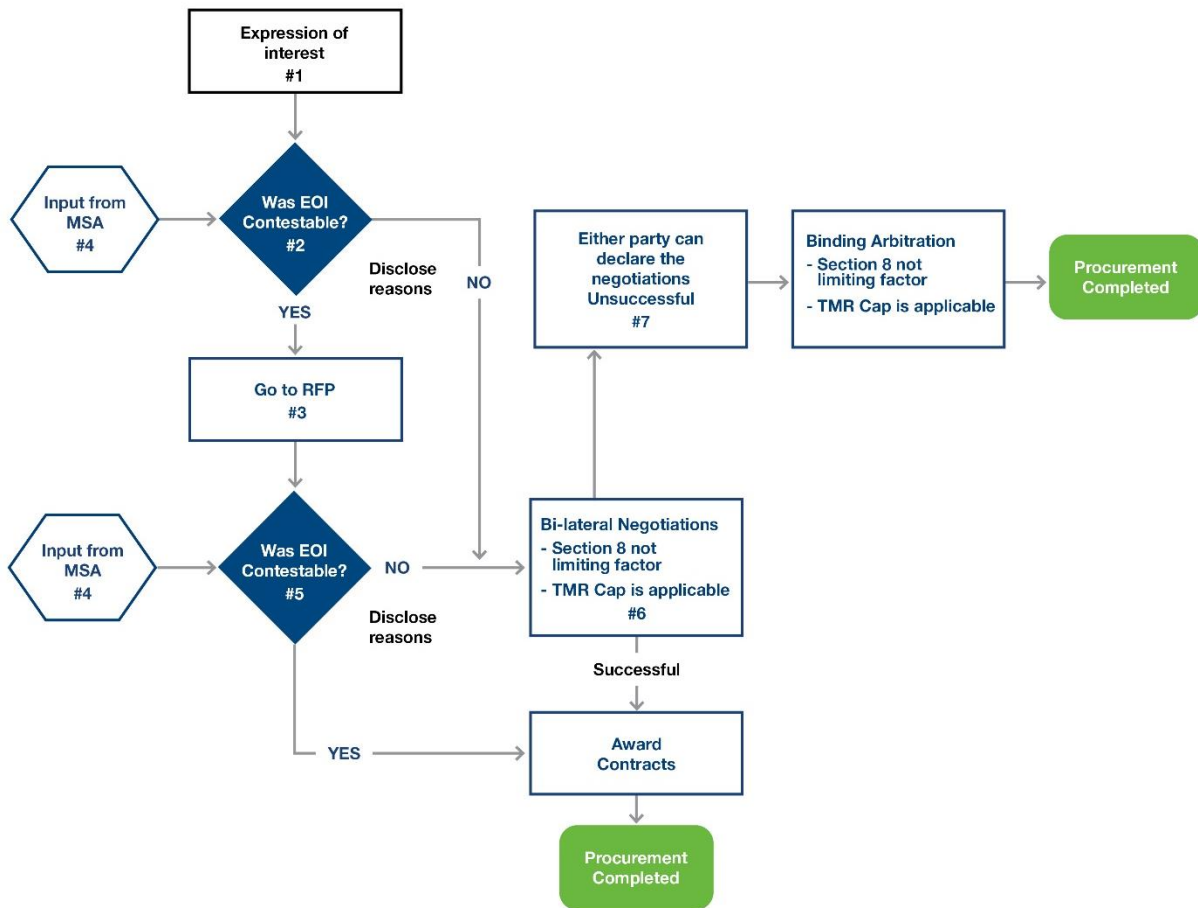 Expression of
interest
#1
Input from
MSA
#4
Was EOI
Contestable?
#2
Disclose
reasons
NO
YES
Either party can
declare the
negotiations
Unsuccessful
#7
Binding Arbitration
- Section 8 not
limiting factor
- TMR Cap is applicable
Procurement
Completed
Go to RFP
#3
Input from
MSA
#4
Was EOI
Contestable?
#5
NO
Disclose
reasons
Bi-lateral Negotiations
- Section 8 not
limiting factor
- TMR Cap is applicable
#6
Successful
YES
Award
Contracts
Procurement
Completed